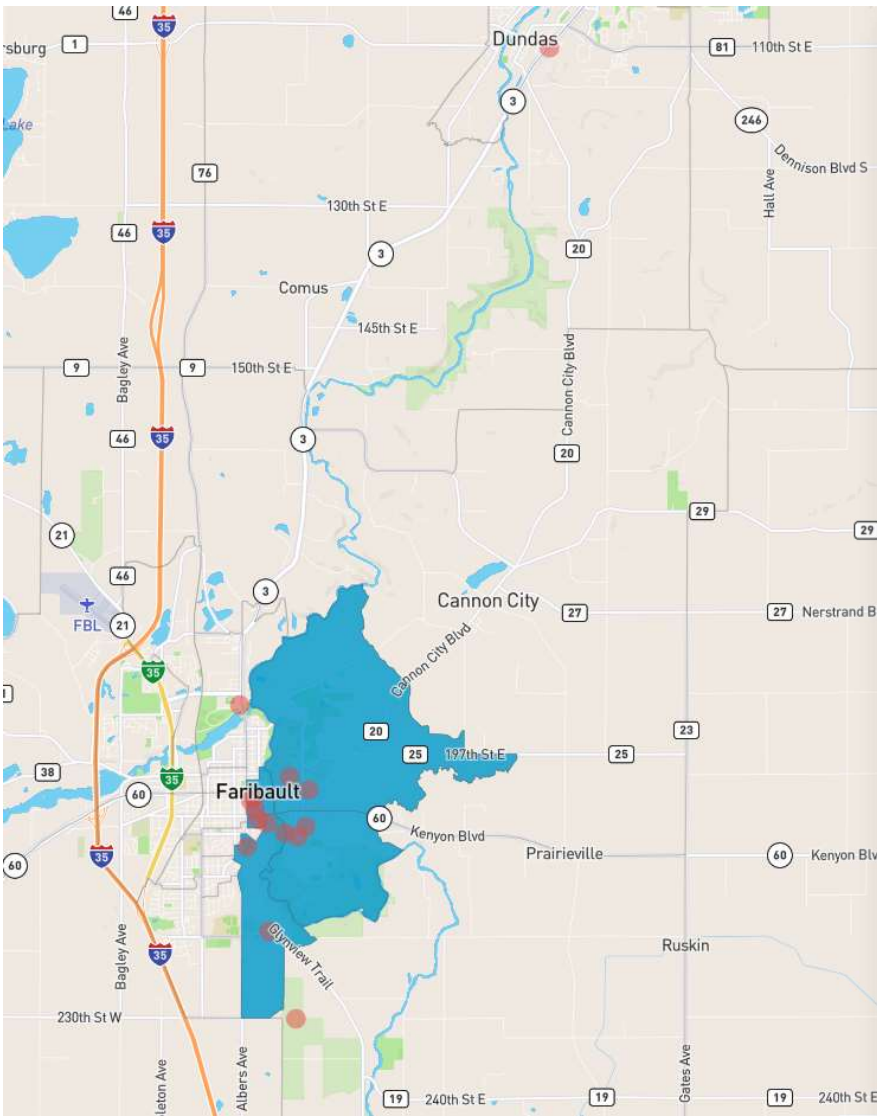 46
35
rsburg
1
Dundas
81
110th St E
3
246
Lake
76
Dennison Blvd S
Hall Ave
130th St E
46
35
3
20
Comus
145th St E
9
9
150th St E
Bagley Ave
Cannon City Blvd
46
35
3
20
21
29
29
46
3
FBL
21
Cannon City
27
27
Nerstrand B
35
Cannon City Blvd
20
23
25
197th St E
25
38
35
60
Faribault
60
Kenyon Blvd
35
60
Prairieville
60
Kenyon Blv
Bagley Ave
Glynview Trail
35
Ruskin
230th St W
leton Ave
Albers Ave
Gates Ave
19
240th St E
19
19
240th St E